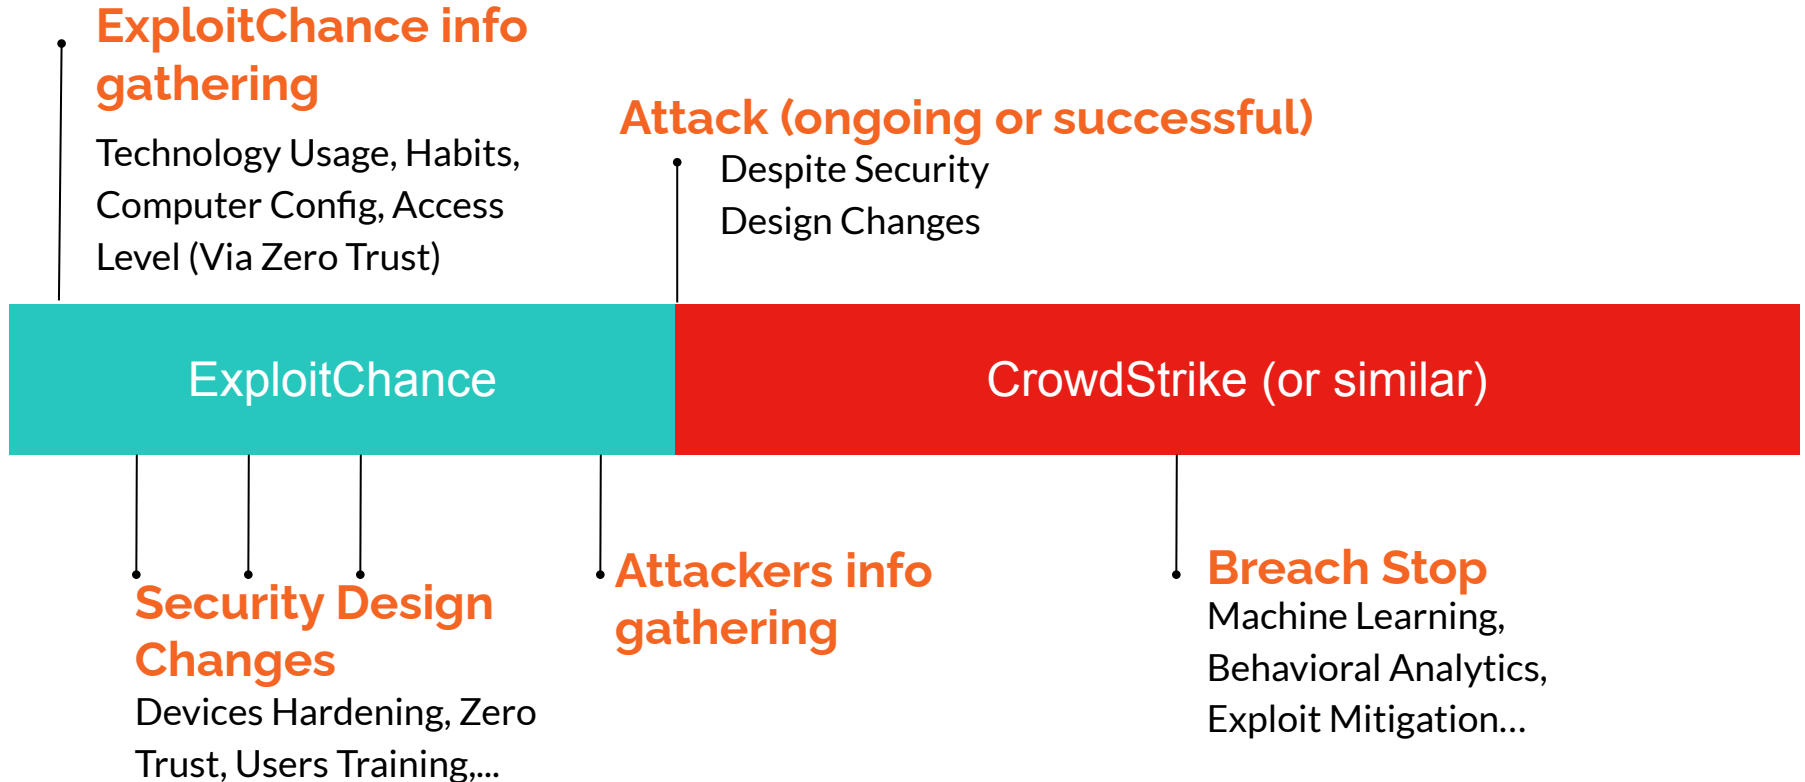 ExploitChance info
gathering
Technology Usage, Habits,
Computer Config, Access
Level (Via Zero Trust)
Attack (ongoing or successful)
Despite Security
Design Changes
ExploitChance
CrowdStrike (or similar)
Security Design
Changes
Devices Hardening, Zero
Trust, Users Training,...
Attackers info
gathering
Breach Stop
Machine Learning,
Behavioral Analytics,
Exploit Mitigation...